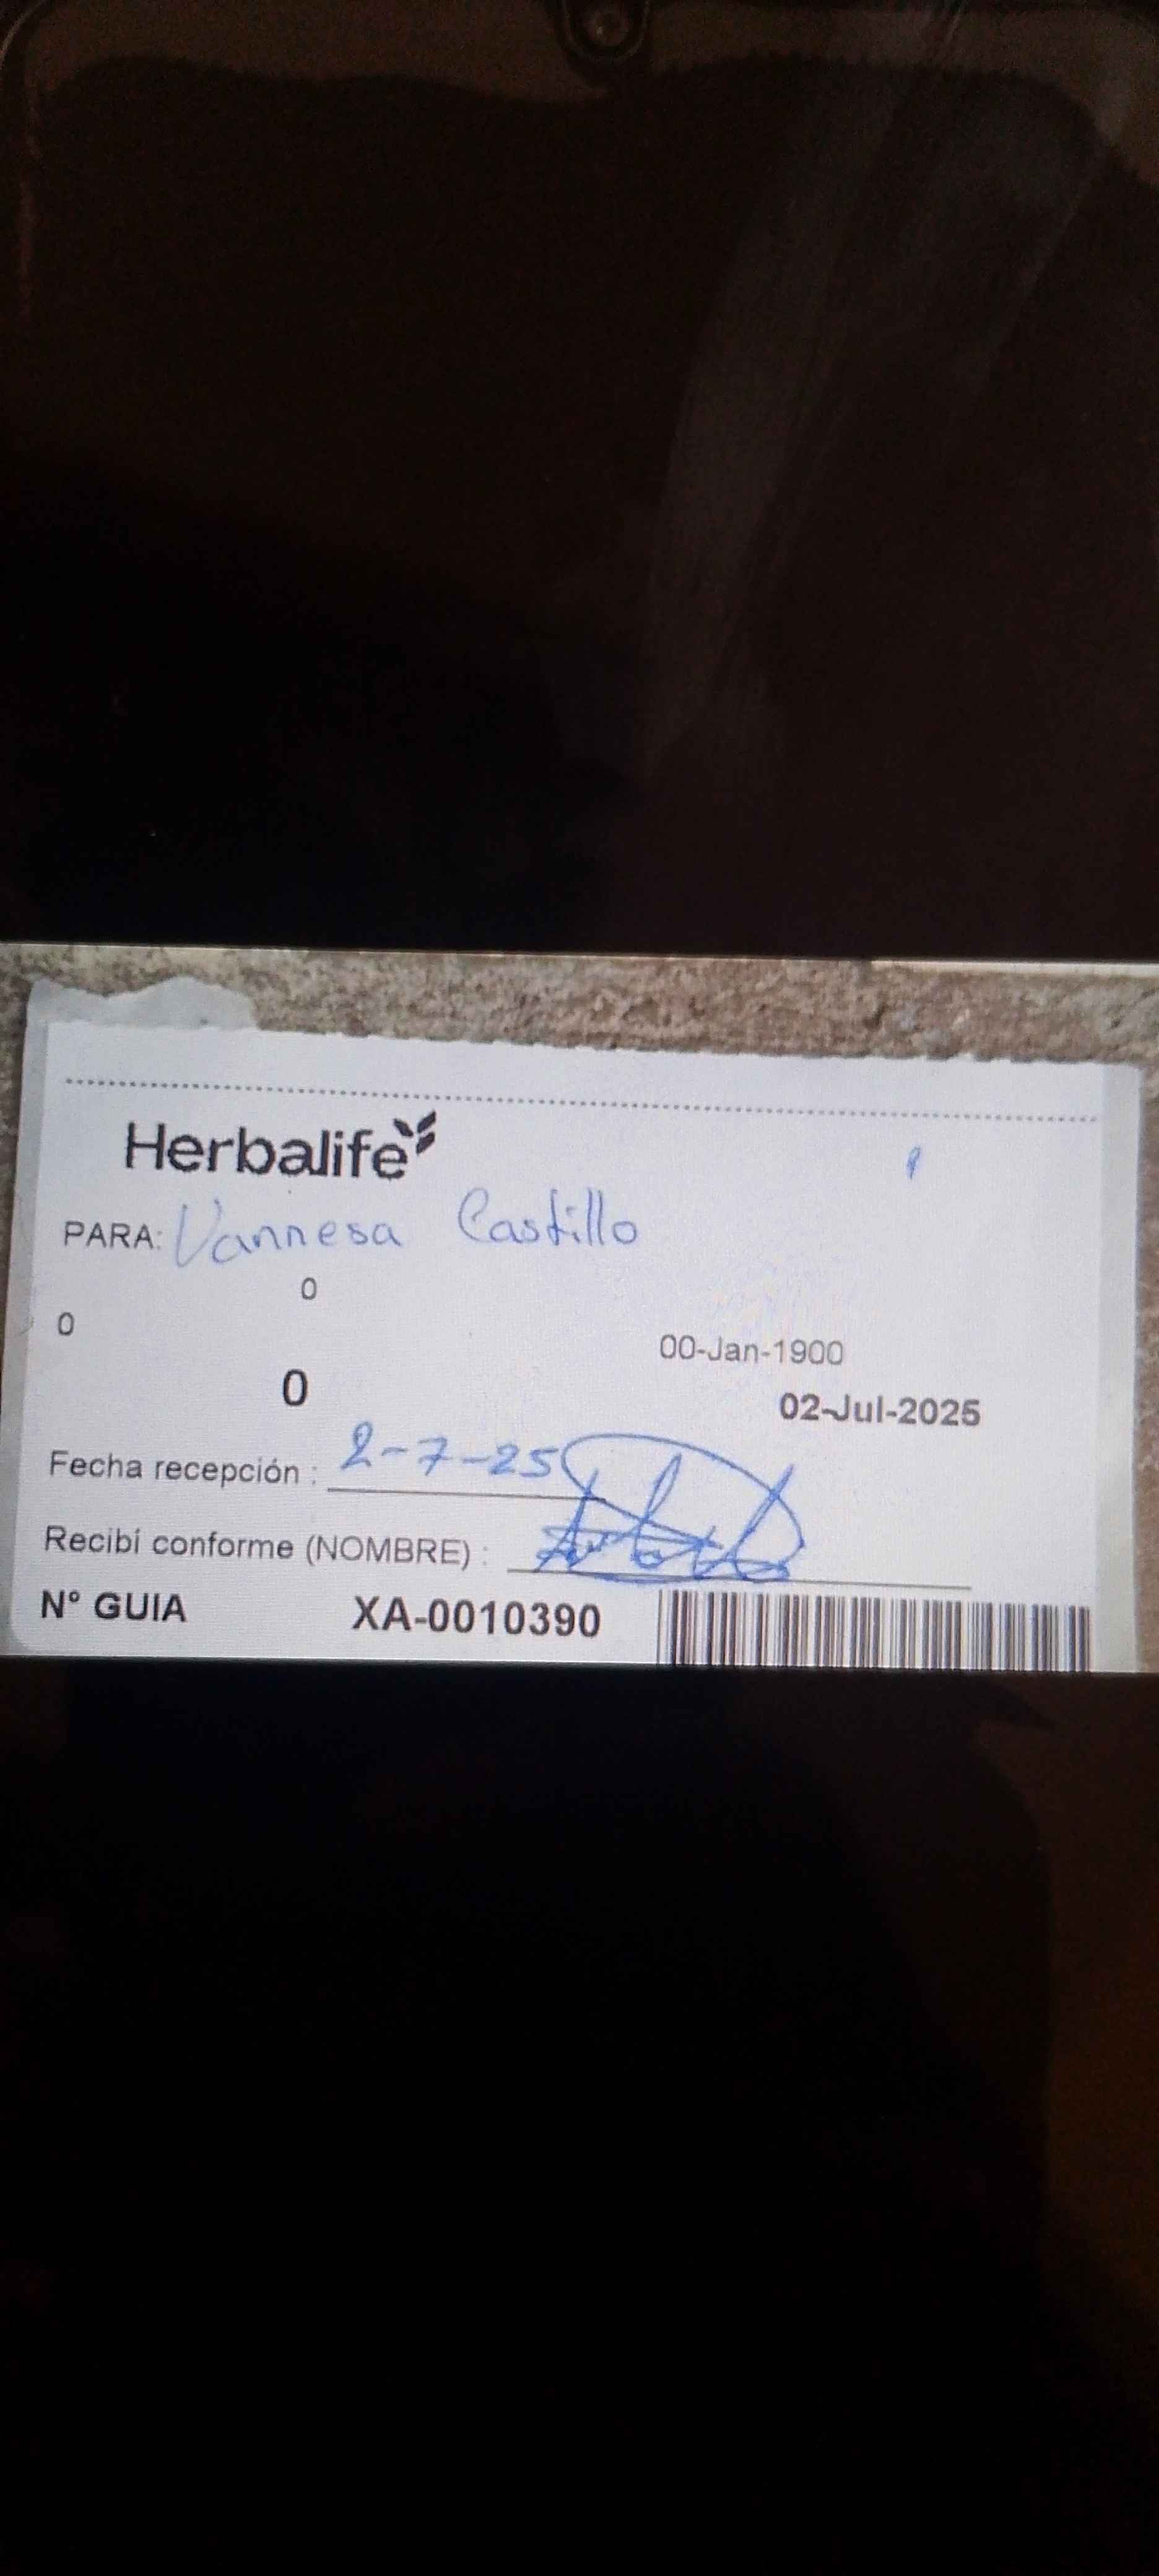 Herbalife
PARA: Vannesa Castillo
0
0
00-Jan-1900
0
02-Jul-2025
Fecha recepción : 2-7-25
Recibí conforme (NOMBRE) :
N° GUIA XA-0010390